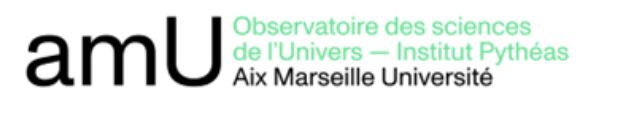 amU
Observatoire des sciences
de l'Univers — Institut Pythéas
Aix Marseille Université